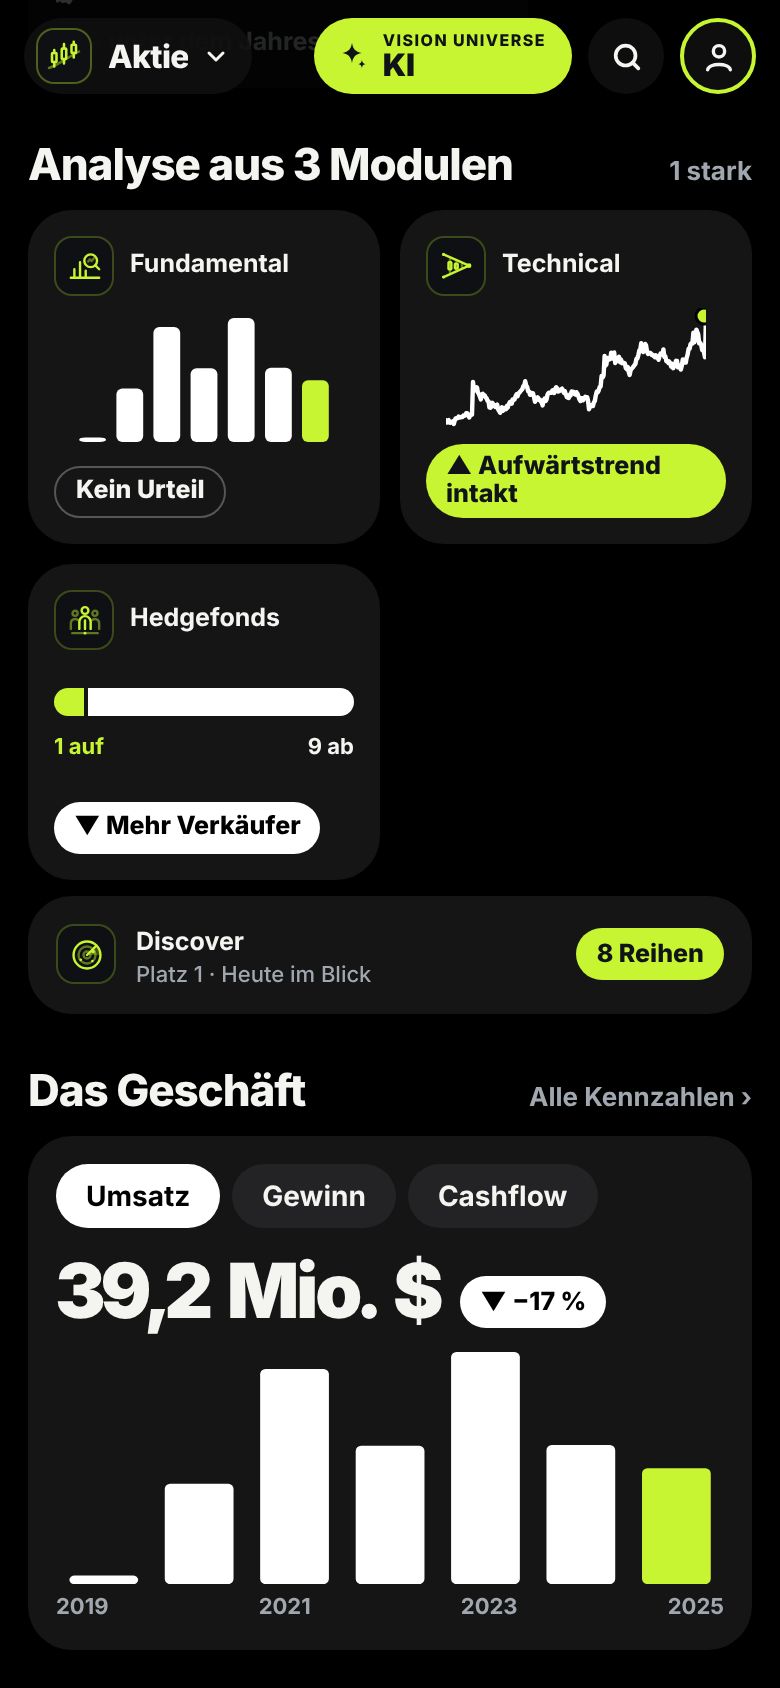 Jahres
Aktie
VISION UNIVERSE
KI
Analyse aus 3 Modulen
1 stark
Fundamental
Technical
Kein Urteil
▲ Aufwärtstrend
intakt
Hedgefonds
1 auf
9 ab
▼ Mehr Verkäufer
Discover
Platz 1 · Heute im Blick
8 Reihen
Das Geschäft
Alle Kennzahlen ›
Umsatz
Gewinn
Cashflow
39,2 Mio. $
▼ −17 %
2019
2021
2023
2025